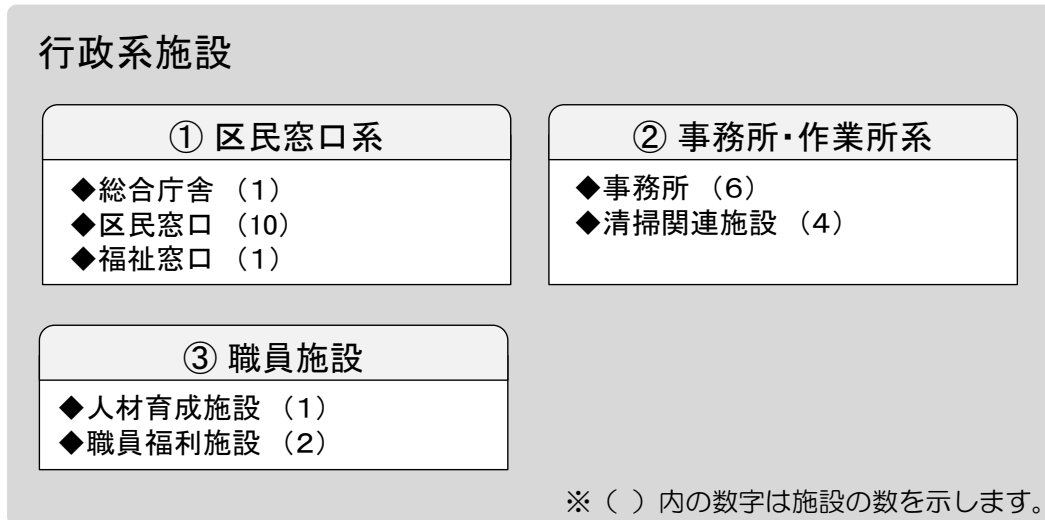 行政系施設
① 区民窓口系
◆総合庁舎 （1）
◆区民窓口 （10）
◆福祉窓口 （1）
② 事務所・作業所系
◆事務所 （6）
◆清掃関連施設 （4）
③ 職員施設
◆人材育成施設 （1）
◆職員福利施設 （2）
※（ ）内の数字は施設の数を示します。